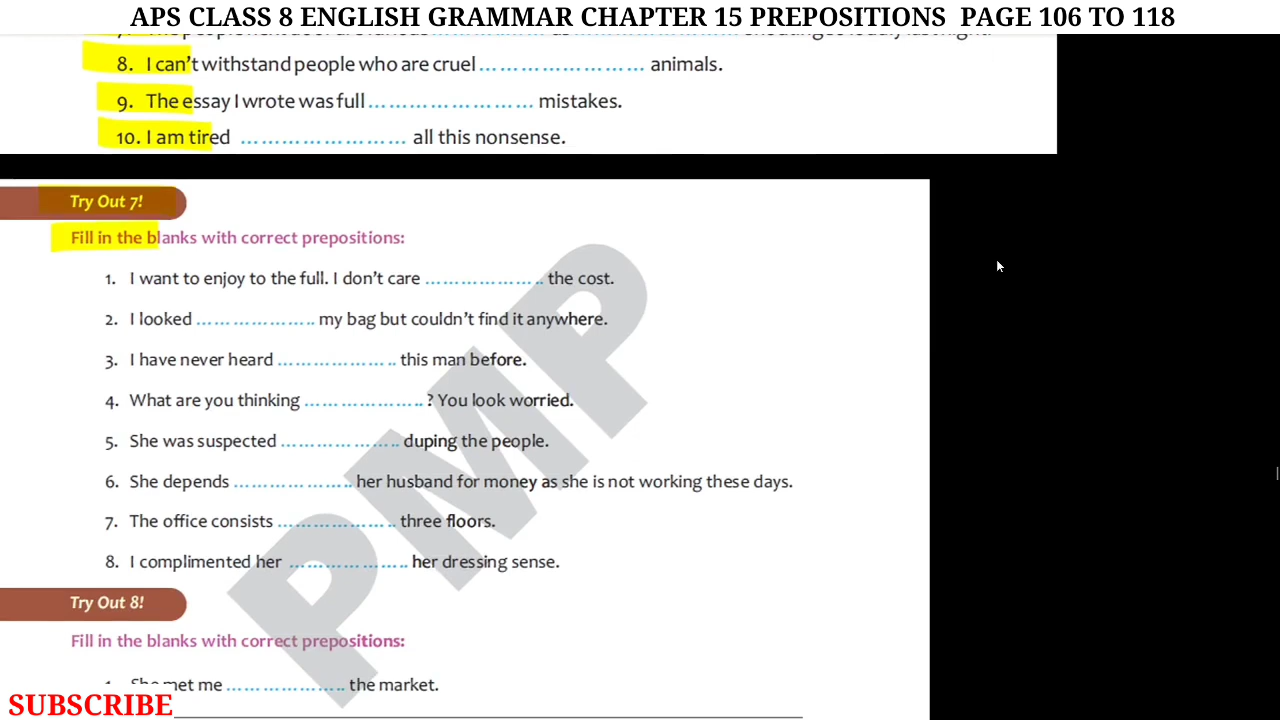 APS CLASS 8 ENGLISH GRAMMAR CHAPTER 15 PREPOSITIONS PAGE 106 TO 118
8. I can't withstand people who are cruel ........................ animals.
9. The essay I wrote was full ........................ mistakes.
10. I am tired ........................ all this nonsense.
Try Out 7!
Fill in the blanks with correct prepositions:
1. I want to enjoy to the full. I don't care .................... the cost.
2. I looked .................... my bag but couldn't find it anywhere.
3. I have never heard .................... this man before.
4. What are you thinking .................... ? You look worried.
5. She was suspected .................... duping the people.
6. She depends .................... her husband for money as she is not working these days.
7. The office consists .................... three floors.
8. I complimented her .................... her dressing sense.
Try Out 8!
Fill in the blanks with correct prepositions:
She met me .................... the market.
PMP
SUBSCRIBE